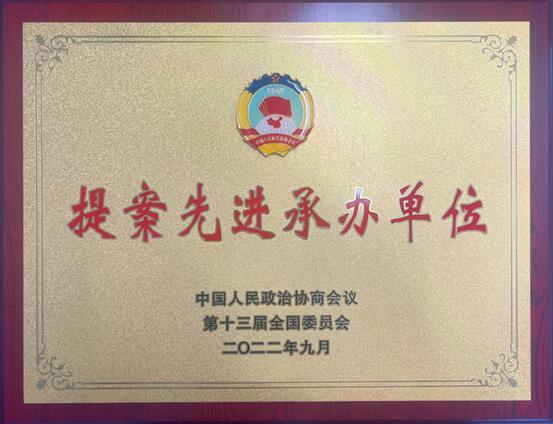 提案先进承办单位
中国人民政治协商会议
第十三届全国委员会
二〇二二年九月